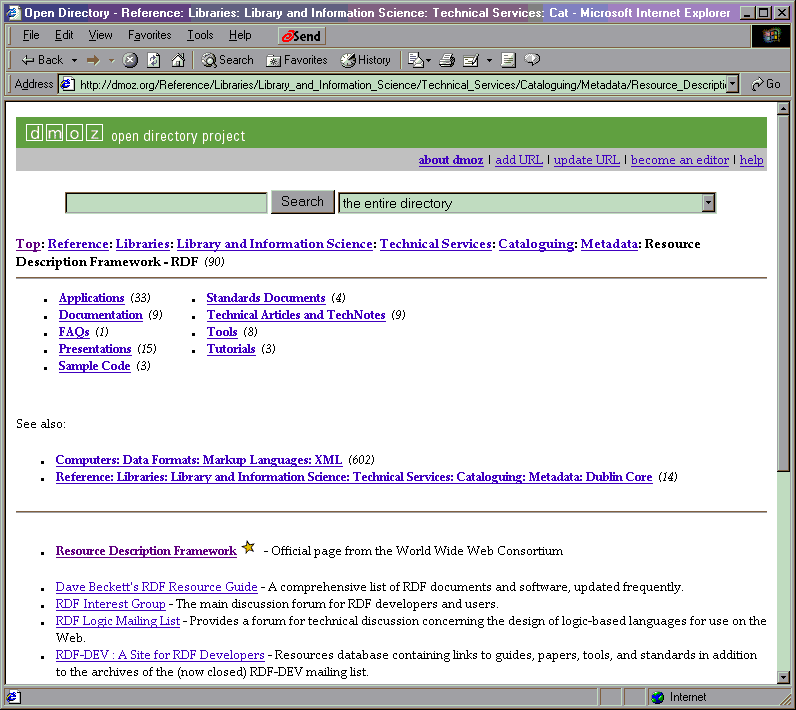 Open Directory - Reference: Libraries: Library and Information Science: Technical Services: Cat - Microsoft Internet Explorer
File Edit View Favorites Tools Help eSend
Back Search Favorites History
Address http://dmoz.org/Reference/Libraries/Library_and_Information_Science/Technical_Services/Cataloguing/Metadata/Resource_Descripti Go
dmoz open directory project
about dmoz | add URL | update URL | become an editor | help
Search the entire directory
Top: Reference: Libraries: Library and Information Science: Technical Services: Cataloguing: Metadata: Resource
Description Framework - RDF (90)
• Applications (33) • Standards Documents (4)
• Documentation (9) • Technical Articles and TechNotes (9)
• FAQs (1) • Tools (8)
• Presentations (15) • Tutorials (3)
• Sample Code (3)
See also:
• Computers: Data Formats: Markup Languages: XML (602)
• Reference: Libraries: Library and Information Science: Technical Services: Cataloguing: Metadata: Dublin Core (14)
• Resource Description Framework - Official page from the World Wide Web Consortium
• Dave Beckett's RDF Resource Guide - A comprehensive list of RDF documents and software, updated frequently.
• RDF Interest Group - The main discussion forum for RDF developers and users.
• RDF Logic Mailing List - Provides a forum for technical discussion concerning the design of logic-based languages for use on the
Web.
• RDF-DEV : A Site for RDF Developers - Resources database containing links to guides, papers, tools, and standards in addition
to the archives of the (now closed) RDF-DEV mailing list.
Internet